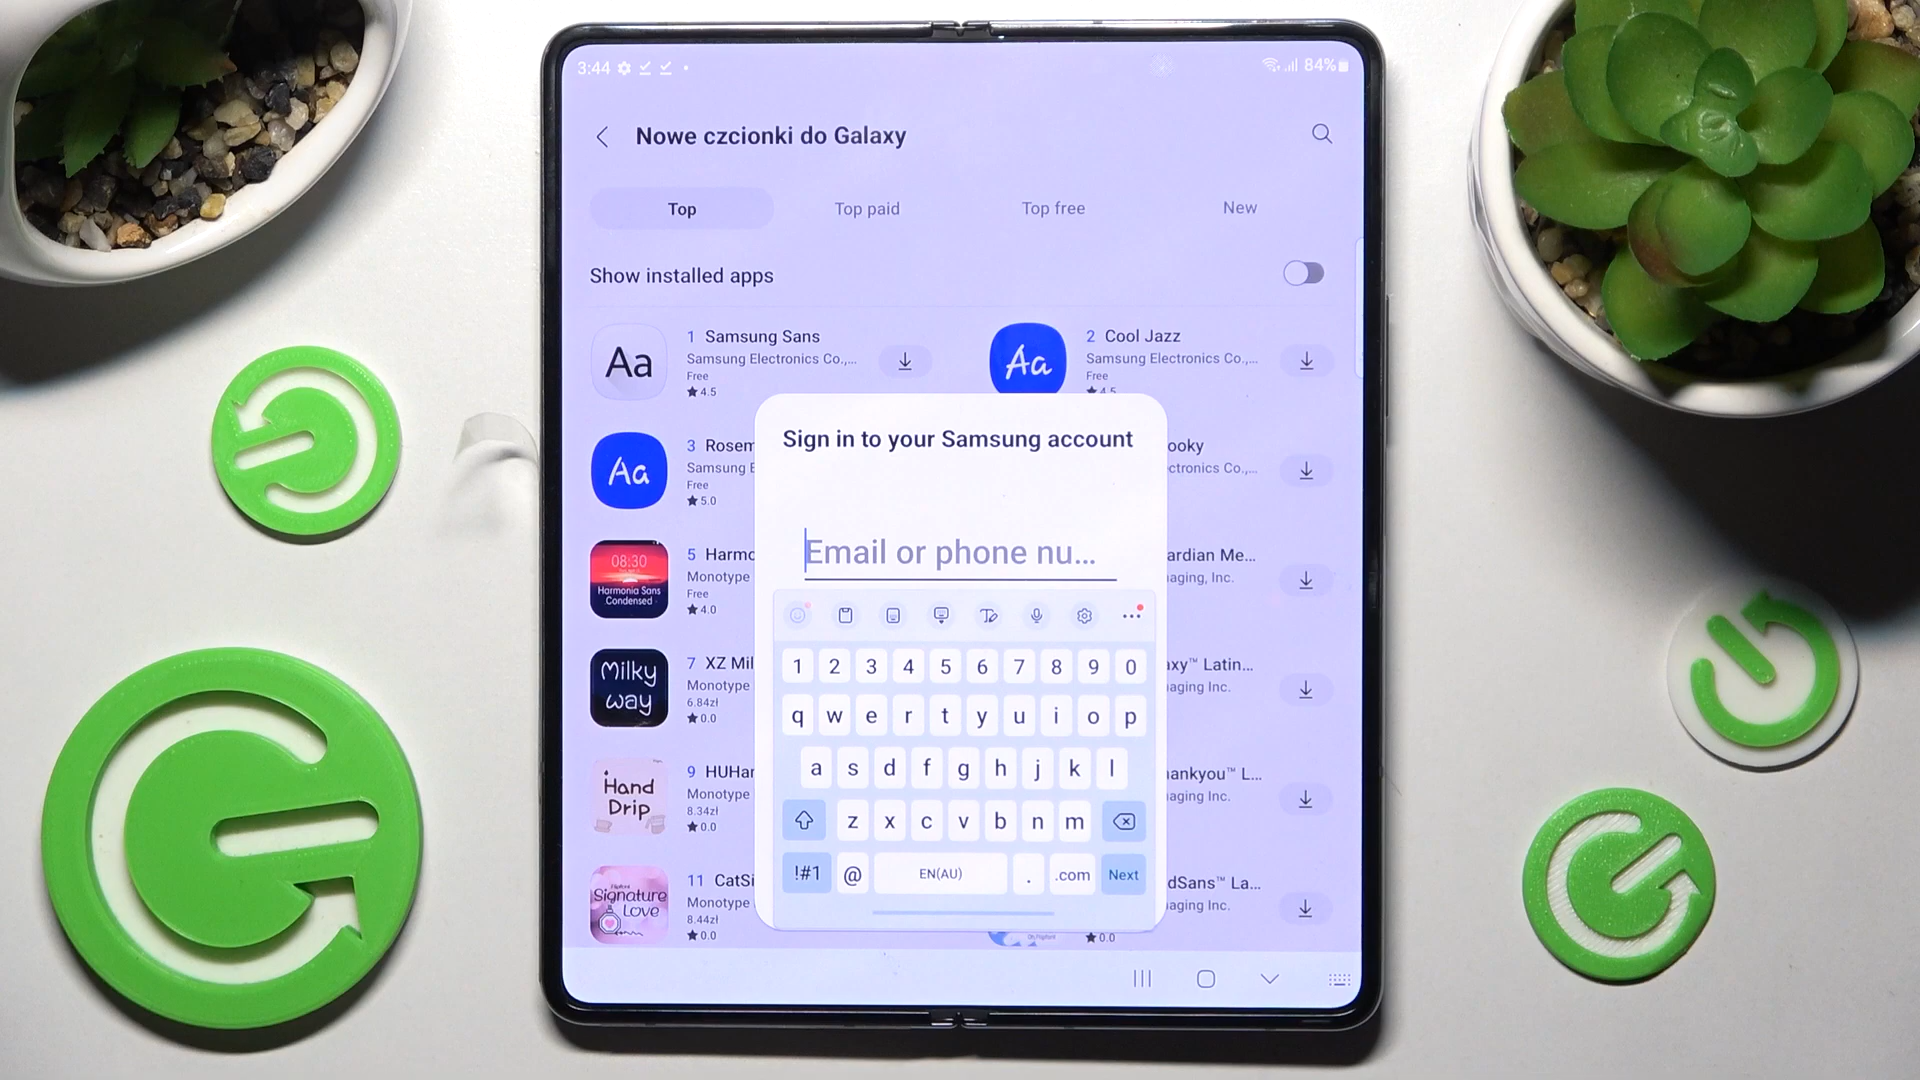 3:44
84%
Nowe czcionki do Galaxy
Top
Top paid
Top free
New
Show installed apps
Aa
1 Samsung Sans
Samsung Electronics Co.,...
Free
★4.5
Aa
2 Cool Jazz
Samsung Electronics Co.,...
Free
★4.5
Aa
3 Rosem
Samsung E
Free
★5.0
ooky
ctronics Co.,...
08:30
Harmonia Sans
Condensed
5 Harmo
Monotype
Free
★4.0
ardian Me...
aging, Inc.
Milky
way
7 XZ Mil
Monotype
6.84zł
★0.0
xy™ Latin...
aging Inc.
Hand
Drip
9 HUHar
Monotype
8.34zł
★0.0
ankyou™ L...
aging Inc.
Signature
Love
11 CatSi
Monotype
8.44zł
★0.0
dSans™ La...
aging Inc.
★0.0
Sign in to your Samsung account
Email or phone nu...
1 2 3 4 5 6 7 8 9 0
q w e r t y u i o p
a s d f g h j k l
z x c v b n m
!#1 @ EN(AU) . .com Next